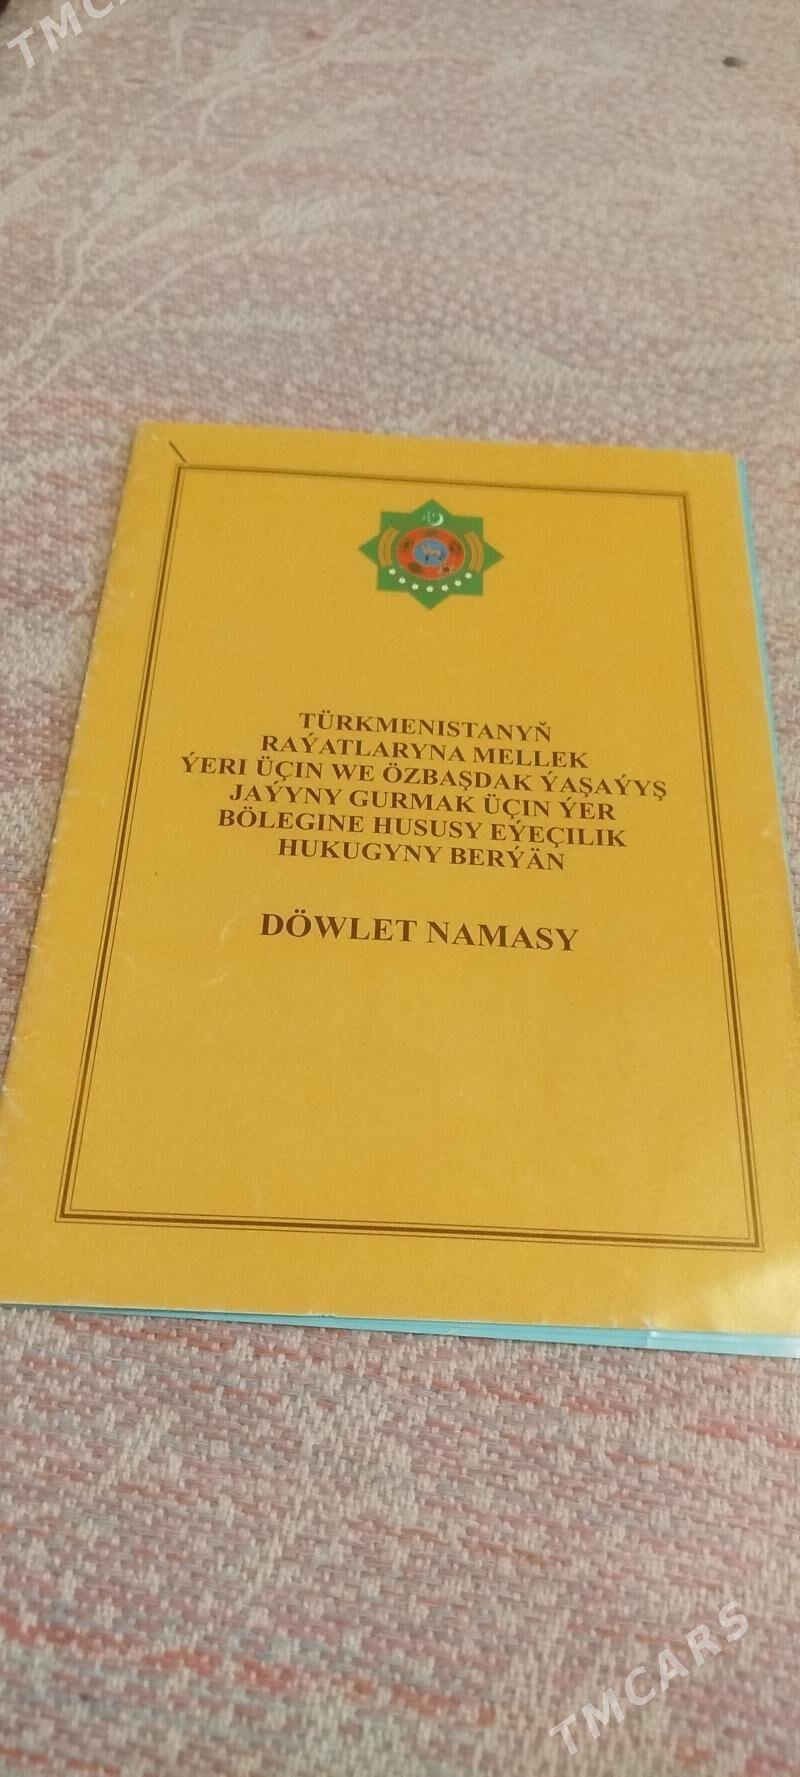 TMCARS
TÜRKMENISTANYŇ
RAÝATLARYNA MELLEK
ÝERI ÜÇIN WE ÖZBAŞDAK ÝAŞAÝYŞ
JAÝYNY GURMAK ÜÇIN ÝER
BÖLEGINE HUSUSY EÝEÇILIK
HUKUGYNY BERÝÄN
DÖWLET NAMASY
TMCARS